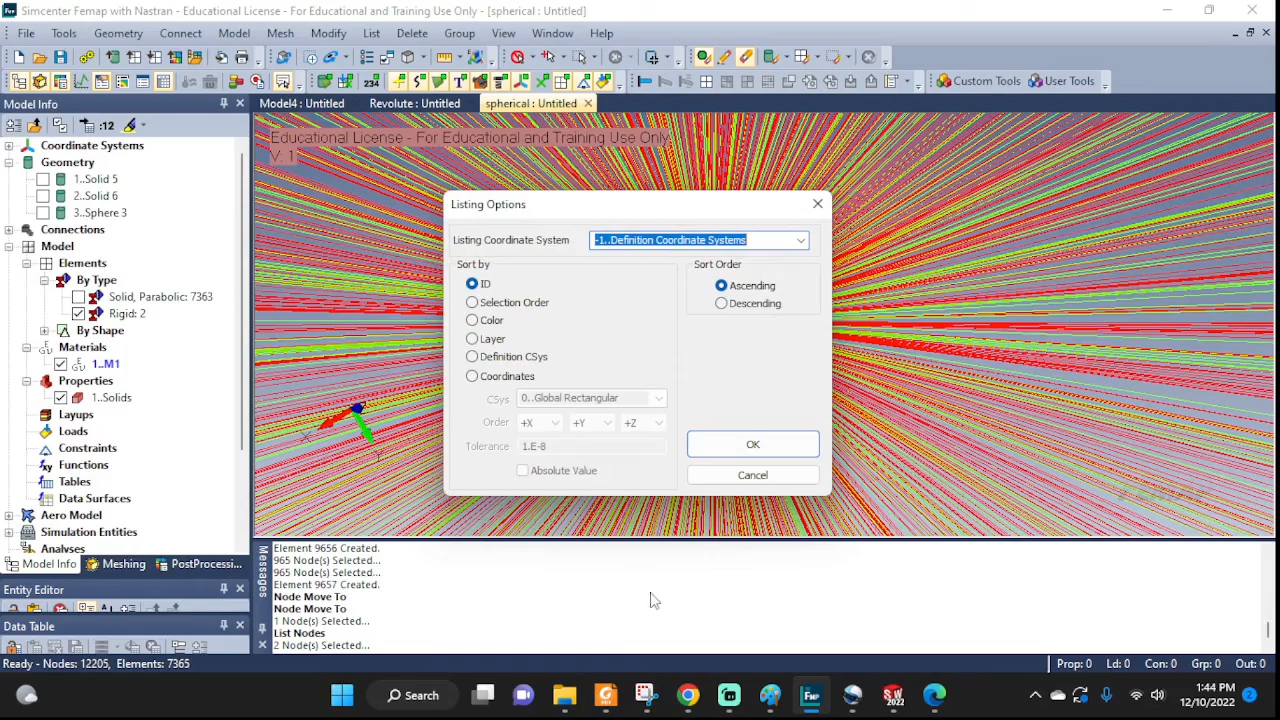 Simcenter Femap with Nastran - Educational License - For Educational and Training Use Only - [spherical : Untitled]
File Tools Geometry Connect Model Mesh Modify List Delete Group View Window Help
234
Custom Tools User Tools
Model Info
Model4 : Untitled Revolute : Untitled spherical : Untitled
:12
Coordinate Systems
Geometry
1..Solid 5
2..Solid 6
3..Sphere 3
Connections
Model
Elements
By Type
Solid, Parabolic: 7363
Rigid: 2
By Shape
Materials
1..M1
Properties
1..Solids
Layups
Loads
Constraints
Functions
Tables
Data Surfaces
Aero Model
Simulation Entities
Analyses
Model Info Meshing PostProcessi...
Entity Editor
Data Table
Educational License - For Educational and Training Use Only
V: 1
X
Y
Listing Options
Listing Coordinate System -1..Definition Coordinate Systems
Sort by
ID
Selection Order
Color
Layer
Definition CSys
Coordinates
CSys 0..Global Rectangular
Order +X +Y +Z
Tolerance 1.E-8
Absolute Value
Sort Order
Ascending
Descending
OK
Cancel
Messages
Element 9656 Created.
965 Node(s) Selected...
965 Node(s) Selected...
Element 9657 Created.
Node Move To
Node Move To
1 Node(s) Selected...
List Nodes
2 Node(s) Selected...
Ready - Nodes: 12205, Elements: 7365
Prop: 0 Ld: 0 Con: 0 Grp: 0 Out: 0
Search
1:44 PM
12/10/2022
2